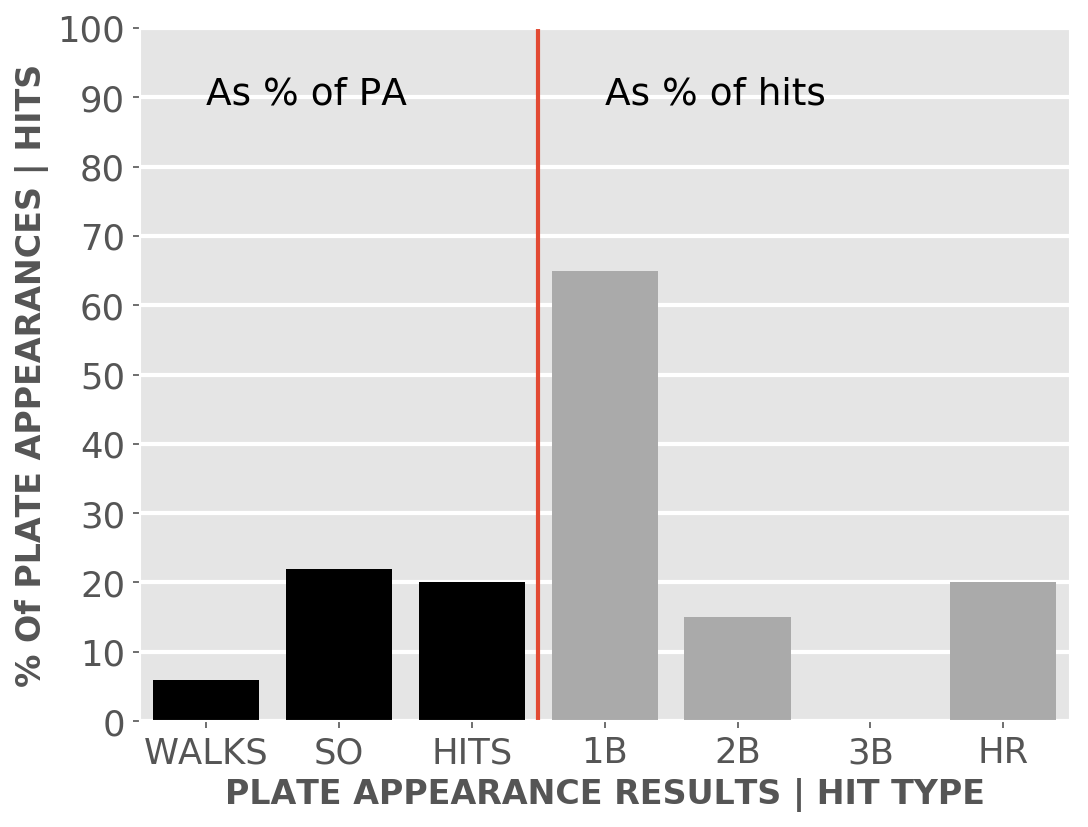 % Of PLATE APPEARANCES | HITS
100
90
80
70
60
50
40
30
20
10
0
As % of PA
As % of hits
WALKS SO HITS 1B 2B 3B HR
PLATE APPEARANCE RESULTS | HIT TYPE